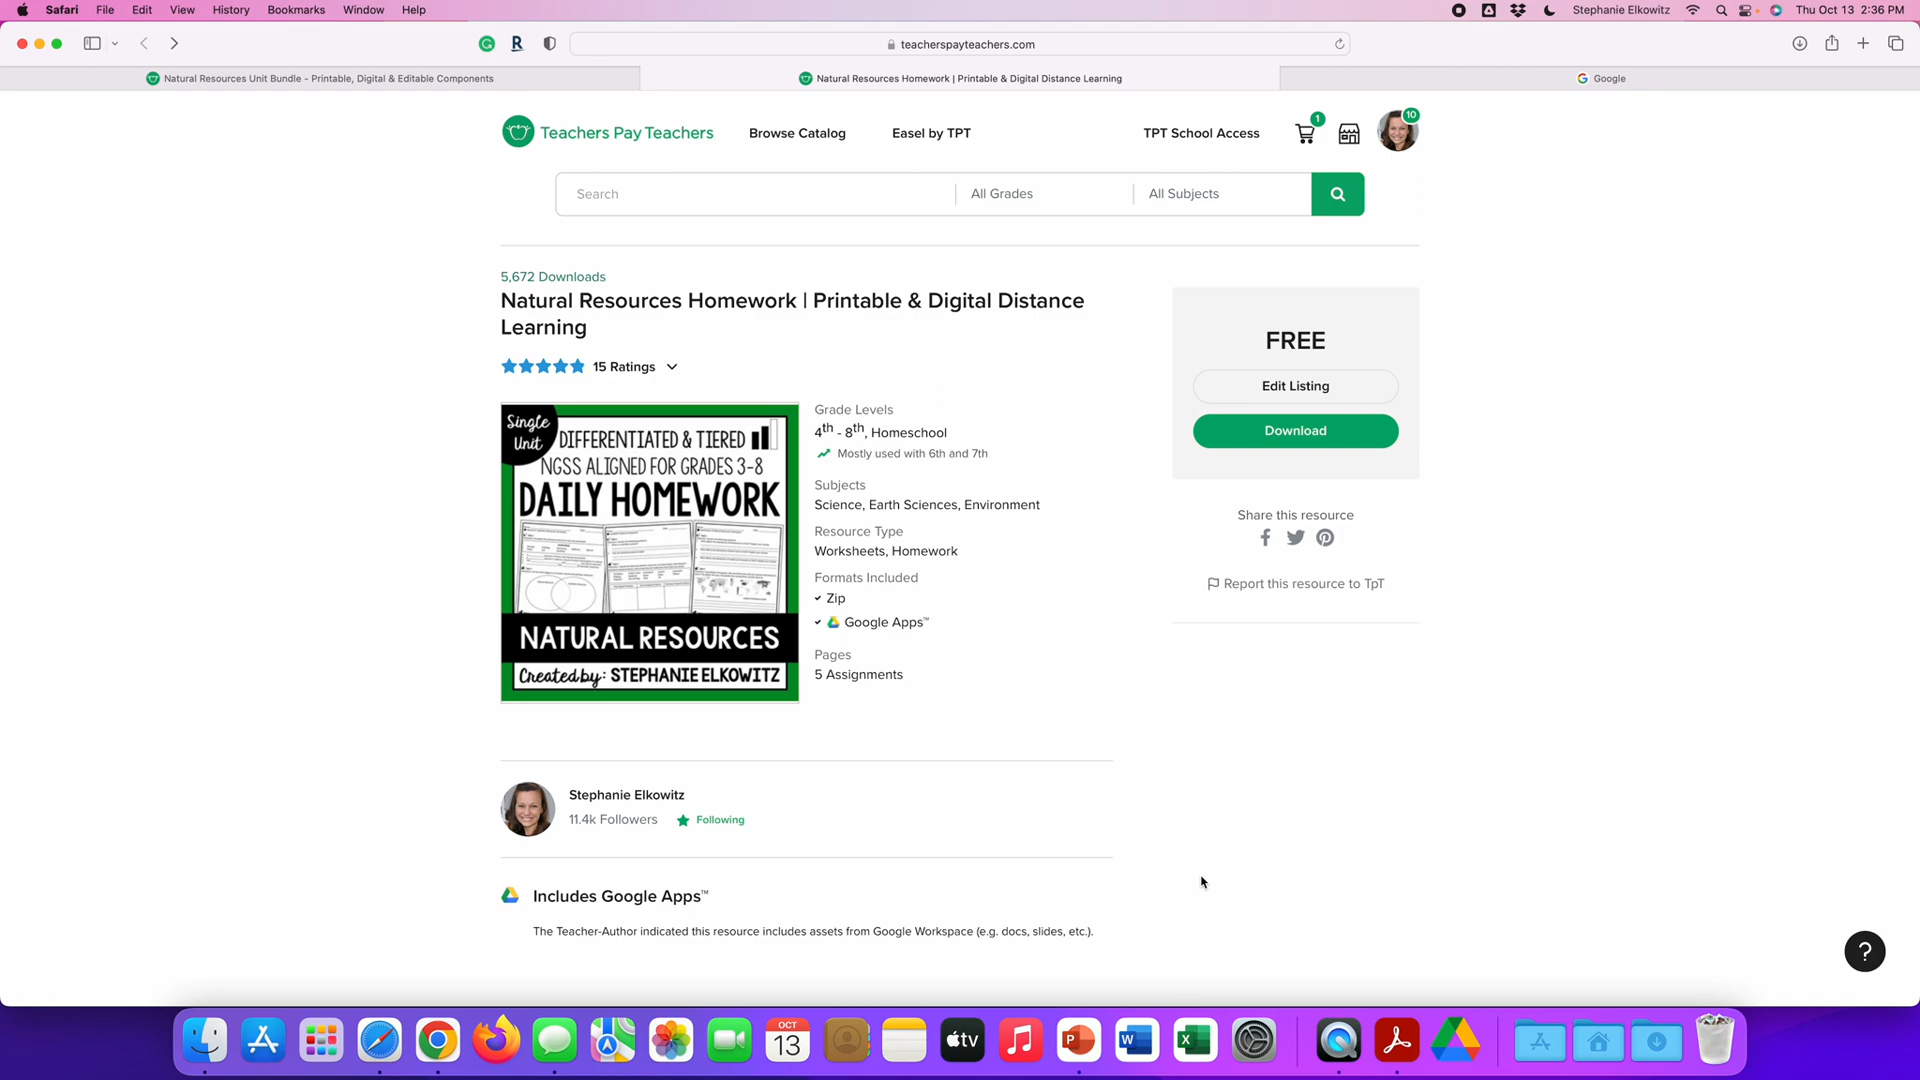 Safari File Edit View History Bookmarks Window Help
Stephanie Elkowitz Thu Oct 13 2:36 PM
teacherspayteachers.com
Natural Resources Unit Bundle - Printable, Digital & Editable Components
Natural Resources Homework | Printable & Digital Distance Learning
Google
Teachers Pay Teachers
Browse Catalog
Easel by TPT
TPT School Access
1
10
Search
All Grades
All Subjects
5,672 Downloads
Natural Resources Homework | Printable & Digital Distance
Learning
15 Ratings
FREE
Edit Listing
Download
Single
Unit
DIFFERENTIATED & TIERED
NGSS ALIGNED FOR GRADES 3-8
DAILY HOMEWORK
NATURAL RESOURCES
Created by: STEPHANIE ELKOWITZ
Grade Levels
4th - 8th, Homeschool
Mostly used with 6th and 7th
Subjects
Science, Earth Sciences, Environment
Resource Type
Worksheets, Homework
Formats Included
Zip
Google Apps™
Pages
5 Assignments
Share this resource
Report this resource to TpT
Stephanie Elkowitz
11.4k Followers
Following
Includes Google Apps™
The Teacher-Author indicated this resource includes assets from Google Workspace (e.g. docs, slides, etc.).
?
OCT
13
tv
P
W
X